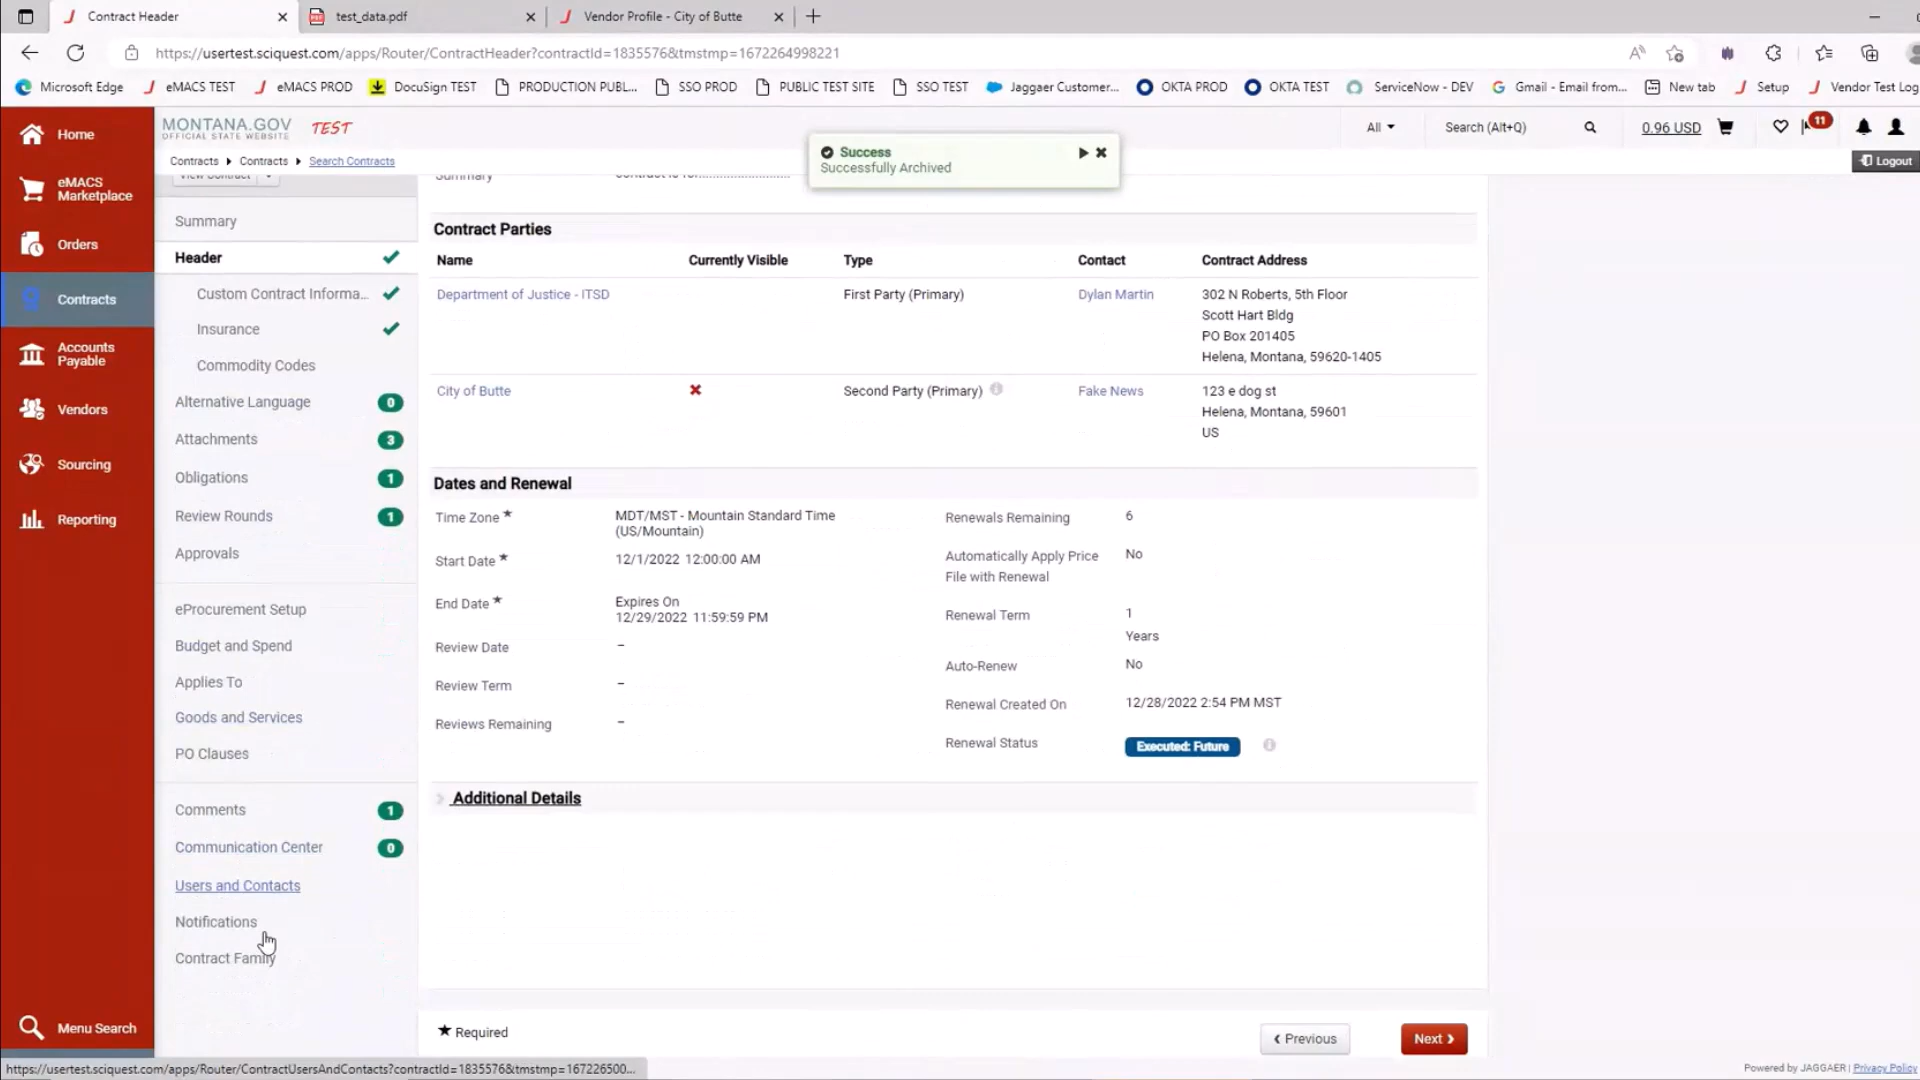 Contract Header
test_data.pdf
Vendor Profile - City of Butte
https://usertest.sciquest.com/apps/Router/ContractHeader?contractId=1835576&tmstmp=1672264998221
Microsoft Edge
eMACS TEST
eMACS PROD
DocuSign TEST
PRODUCTION PUBL...
SSO PROD
PUBLIC TEST SITE
SSO TEST
Jaggaer Customer...
OKTA PROD
OKTA TEST
ServiceNow - DEV
Gmail - Email from...
New tab
Setup
Vendor Test Log
Home
MONTANA.GOV
OFFICIAL STATE WEBSITE
TEST
All
Search (Alt+Q)
0.96 USD
11
Contracts
Contracts
Search Contracts
Logout
Success
Successfully Archived
eMACS
Marketplace
Orders
Contracts
Accounts
Payable
Vendors
Sourcing
Reporting
Menu Search
View Contract
Summary
Header
Custom Contract Informa...
Insurance
Commodity Codes
Alternative Language 0
Attachments 3
Obligations 1
Review Rounds 1
Approvals
eProcurement Setup
Budget and Spend
Applies To
Goods and Services
PO Clauses
Comments 1
Communication Center 0
Users and Contacts
Notifications
Contract Family
Summary
contract is for...............................
Contract Parties
Name Currently Visible Type Contact Contract Address
Department of Justice - ITSD First Party (Primary) Dylan Martin 302 N Roberts, 5th Floor
Scott Hart Bldg
PO Box 201405
Helena, Montana, 59620-1405
City of Butte Second Party (Primary) Fake News 123 e dog st
Helena, Montana, 59601
US
Dates and Renewal
Time Zone ★ MDT/MST - Mountain Standard Time
(US/Mountain)
Start Date ★ 12/1/2022 12:00:00 AM
End Date ★ Expires On
12/29/2022 11:59:59 PM
Review Date –
Review Term –
Reviews Remaining –
Renewals Remaining 6
Automatically Apply Price No
File with Renewal
Renewal Term 1
Years
Auto-Renew No
Renewal Created On 12/28/2022 2:54 PM MST
Renewal Status Executed: Future
Additional Details
★ Required
Previous
Next
https://usertest.sciquest.com/apps/Router/ContractUsersAndContacts?contractId=1835576&tmstmp=167226500...
Powered by JAGGAER | Privacy Policy